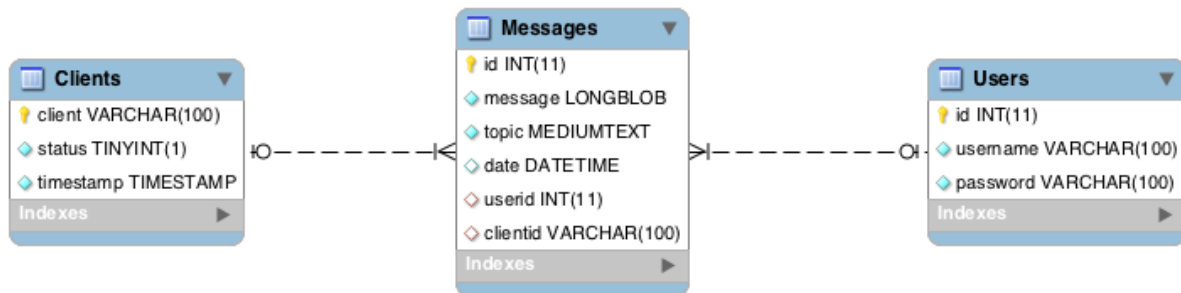 Clients
client VARCHAR(100)
status TINYINT(1)
timestamp TIMESTAMP
Indexes
Messages
id INT(11)
message LONGBLOB
topic MEDIUMTEXT
date DATETIME
userid INT(11)
clientid VARCHAR(100)
Indexes
Users
id INT(11)
username VARCHAR(100)
password VARCHAR(100)
Indexes